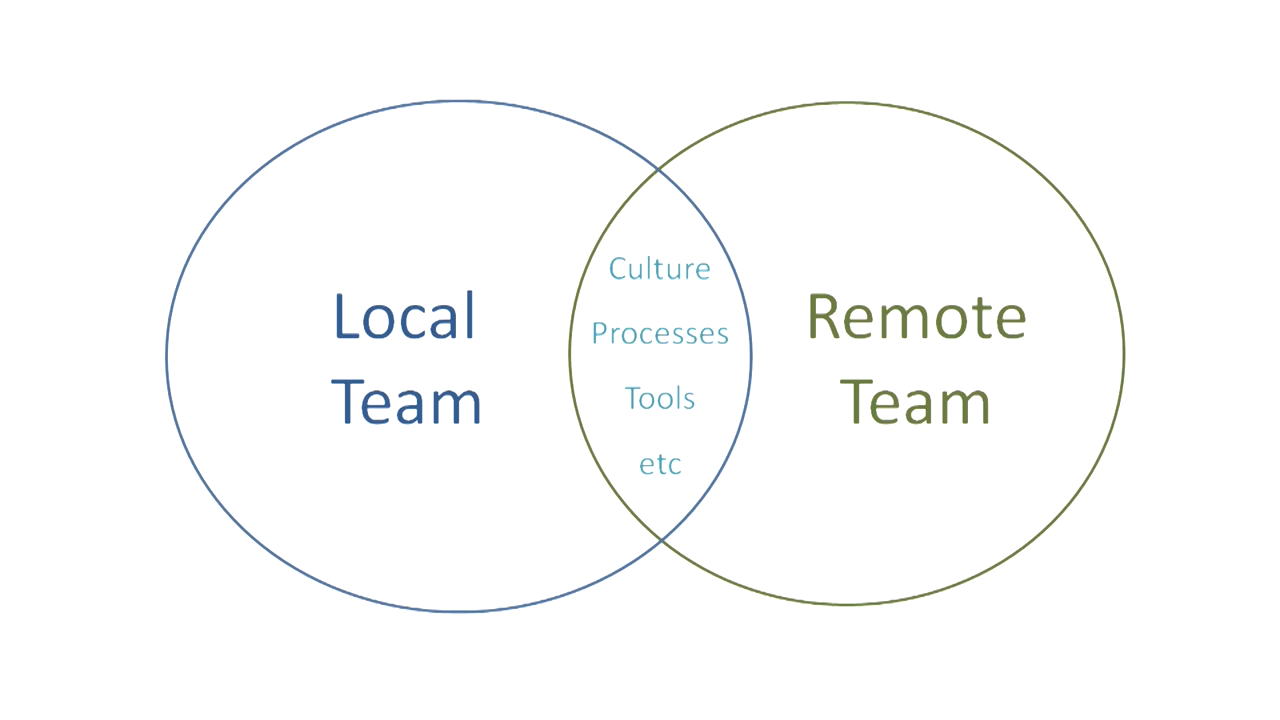 Local
Team
Culture
Processes
Tools
etc
Remote
Team